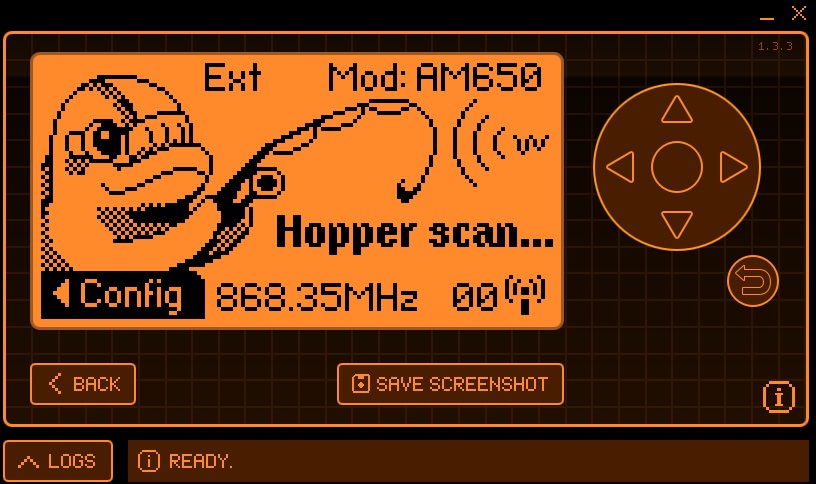 1.3.3
Ext Mod: AM650
Hopper scan...
Config 868.35MHz 00
BACK SAVE SCREENSHOT
LOGS READY.